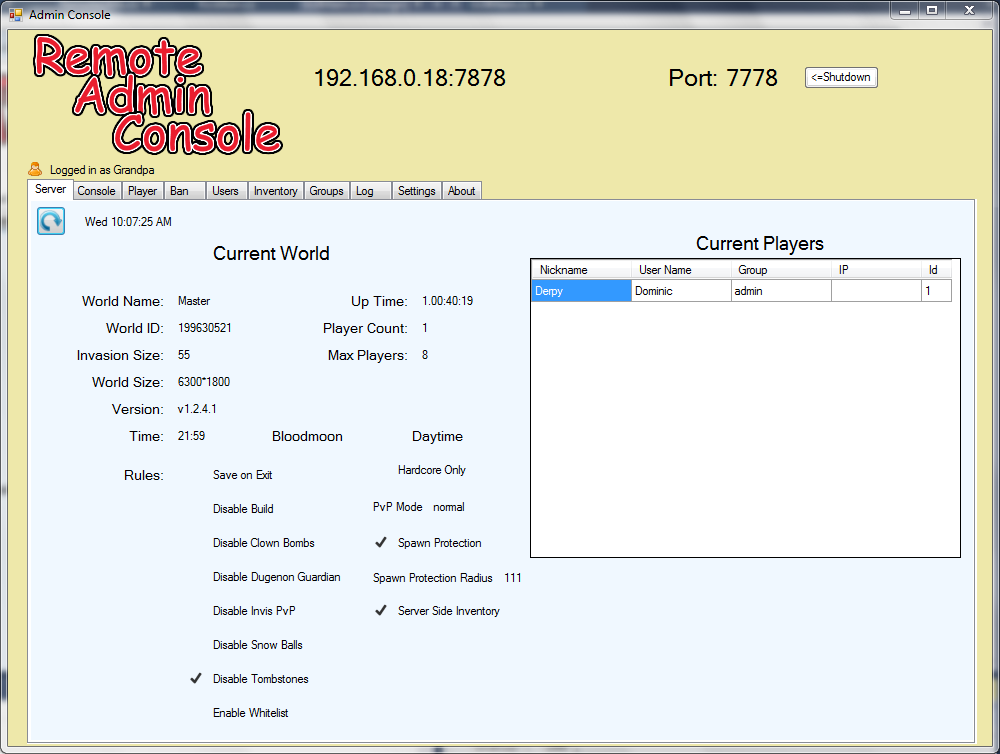 Admin Console
Remote
Admin
Console
192.168.0.18:7878
Port: 7778
<=Shutdown
Logged in as Grandpa
Server Console Player Ban Users Inventory Groups Log Settings About
Wed 10:07:25 AM
Current World
World Name: Master
Up Time: 1.00:40:19
World ID: 199630521
Player Count: 1
Invasion Size: 55
Max Players: 8
World Size: 6300*1800
Version: v1.2.4.1
Time: 21:59
Bloodmoon
Daytime
Rules:
Save on Exit
Hardcore Only
Disable Build
PvP Mode normal
Disable Clown Bombs
Spawn Protection
Disable Dugenon Guardian
Spawn Protection Radius 111
Disable Invis PvP
Server Side Inventory
Disable Snow Balls
Disable Tombstones
Enable Whitelist
Current Players
Nickname User Name Group IP Id
Derpy Dominic admin 1